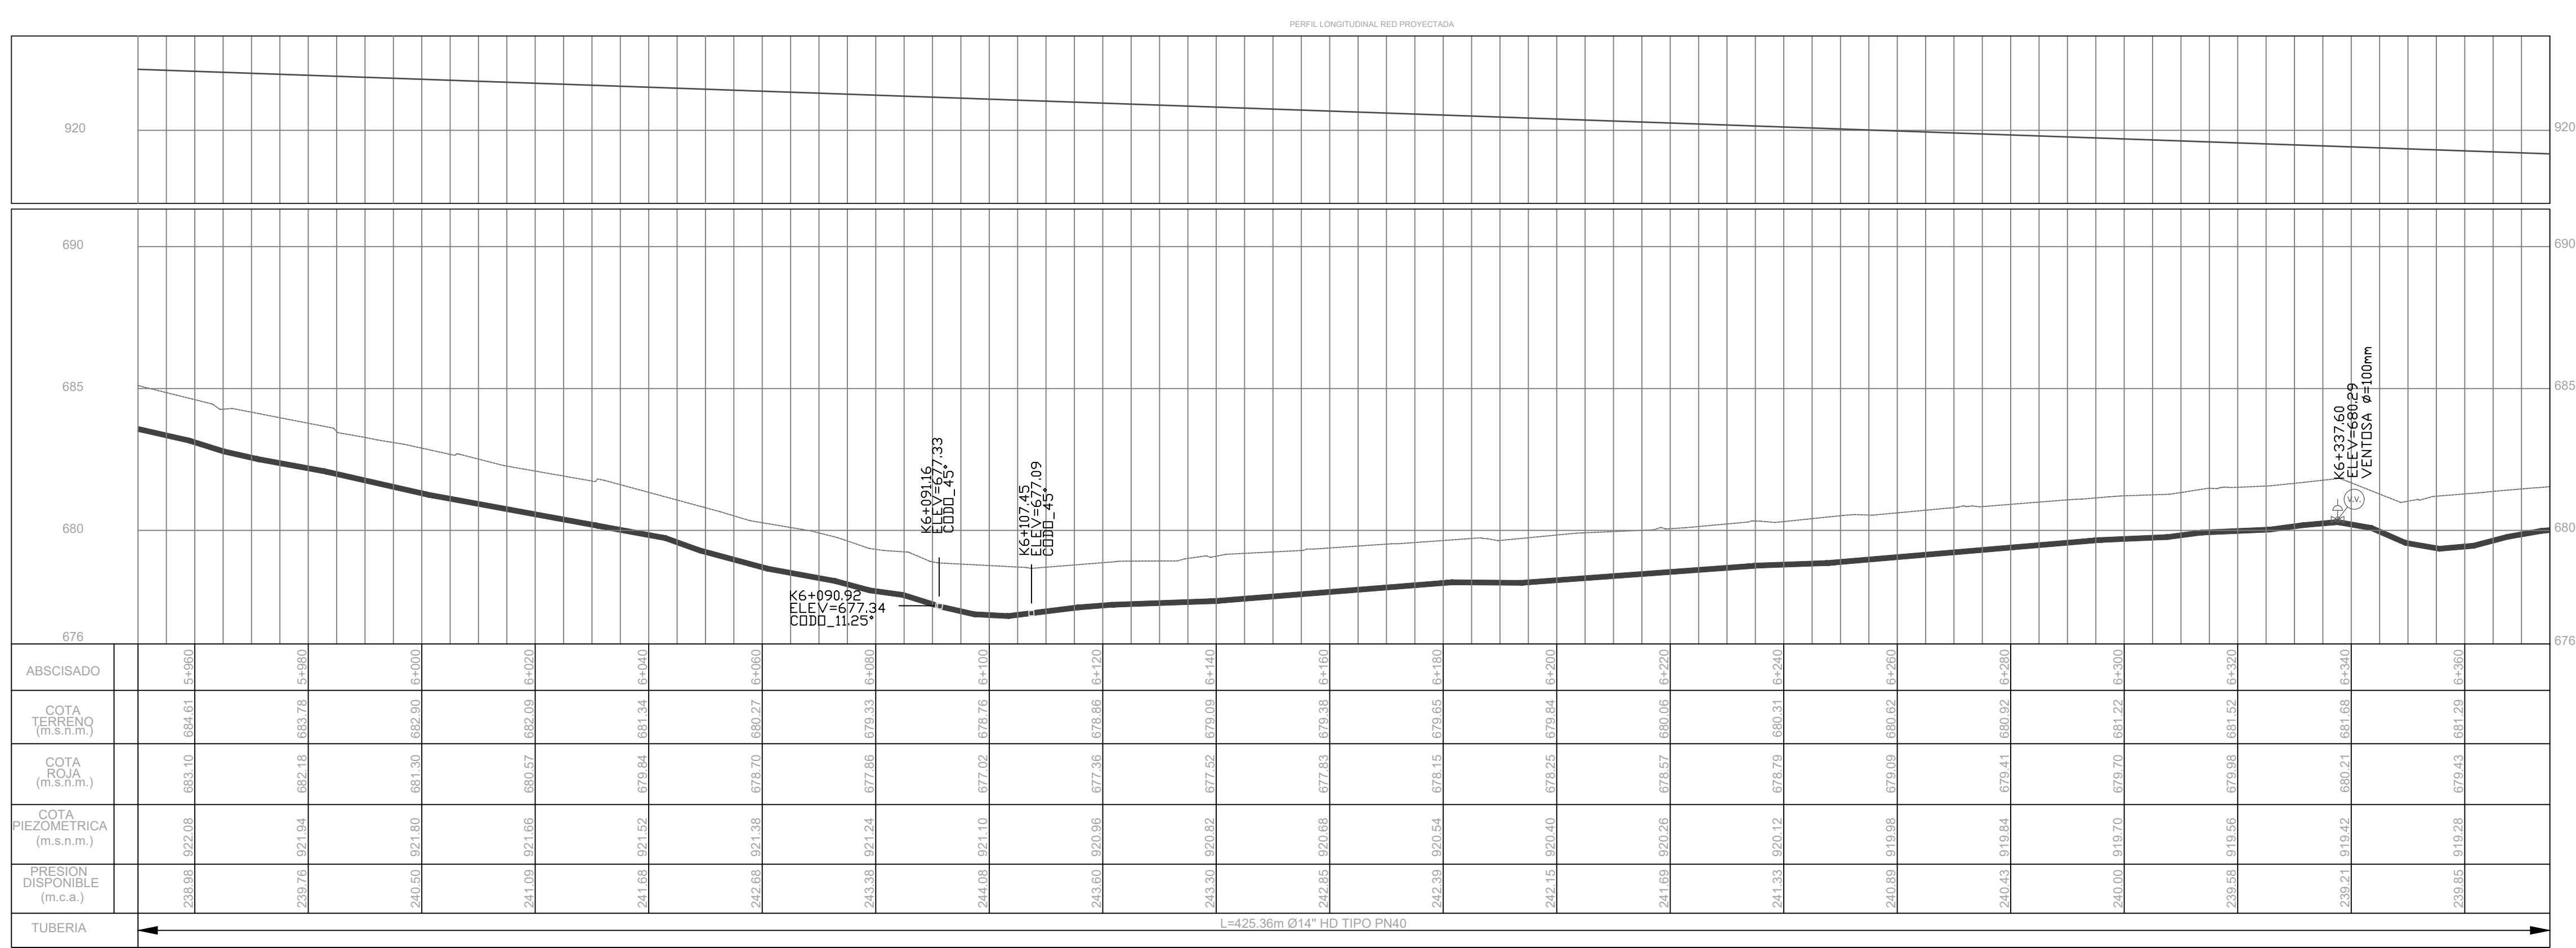 PERFIL LONGITUDINAL RED PROYECTADA
920
920
690
690
685
685
680
680
676
676
K6+091.16
ELEV=677.33
CODO_45°
K6+107.45
ELEV=677.09
CODO_45°
K6+090.92
ELEV=677.34
CODO_11.25°
K6+337.60
ELEV=680.29
VENTOSA Ø=100mm
V.V.
ABSCISADO
5+960 5+980 6+000 6+020 6+040 6+060 6+080 6+100 6+120 6+140 6+160 6+180 6+200 6+220 6+240 6+260 6+280 6+300 6+320 6+340 6+360
COTA
TERRENO
(m.s.n.m.)
684.61 683.78 682.90 682.09 681.34 680.27 679.33 678.76 678.86 679.09 679.38 679.65 679.84 680.06 680.31 680.62 680.92 681.22 681.52 681.68 681.29
COTA
ROJA
(m.s.n.m.)
683.10 682.18 681.30 680.57 679.84 678.70 677.86 677.02 677.36 677.52 677.83 678.15 678.25 678.57 678.79 679.09 679.41 679.70 679.98 680.21 679.43
COTA
PIEZOMETRICA
(m.s.n.m.)
922.08 921.94 921.80 921.66 921.52 921.38 921.24 921.10 920.96 920.82 920.68 920.54 920.40 920.26 920.12 919.98 919.84 919.70 919.56 919.42 919.28
PRESION
DISPONIBLE
(m.c.a.)
238.98 239.76 240.50 241.09 241.68 242.68 243.38 244.08 243.60 243.30 242.85 242.39 242.15 241.69 241.33 240.89 240.43 240.00 239.58 239.21 239.85
TUBERIA
L=425.36m Ø14" HD TIPO PN40